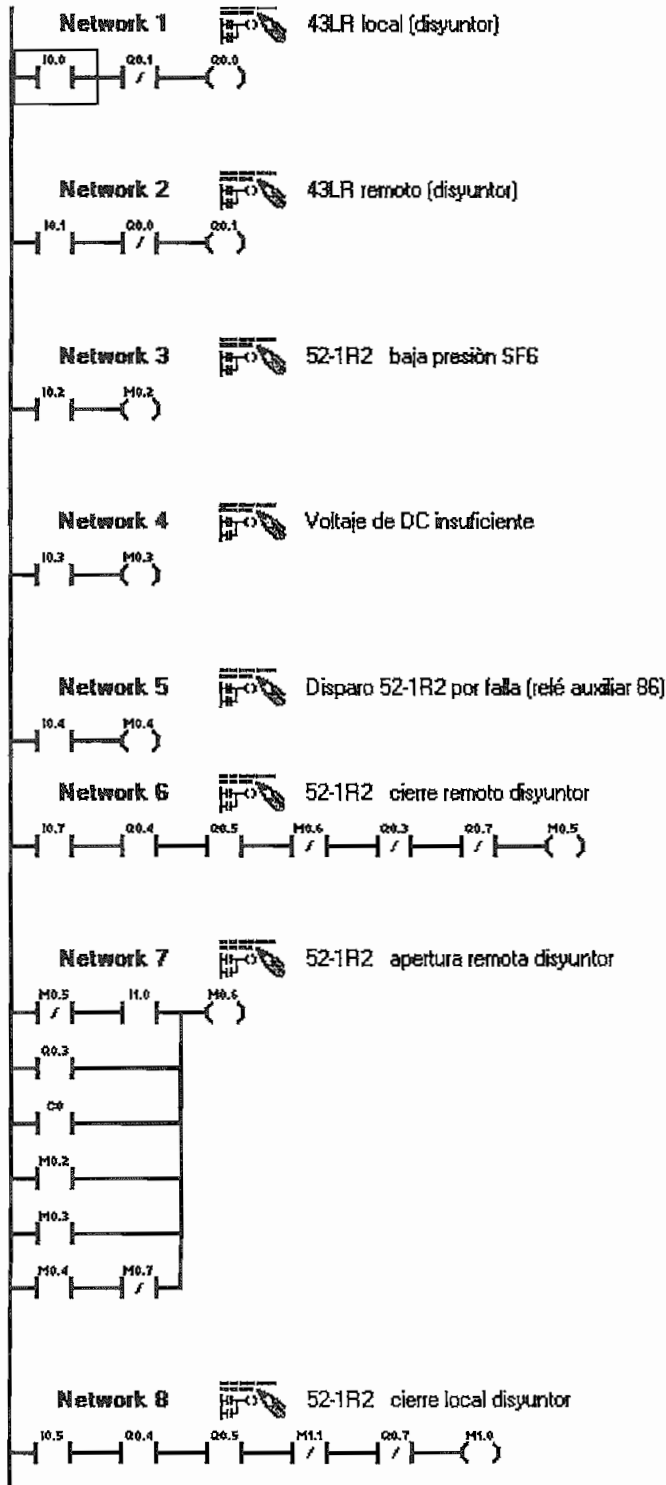 Network 1 43LR local (disyuntor)
I0.0 Q0.1 Q0.0
Network 2 43LR remoto (disyuntor)
I0.1 Q0.0 Q0.1
Network 3 52-1R2 baja presiòn SF6
I0.2 M0.2
Network 4 Voltaje de DC insuficiente
I0.3 M0.3
Network 5 Disparo 52-1R2 por falla (relé auxiliar 86)
I0.4 M0.4
Network 6 52-1R2 cierre remoto disyuntor
I0.7 Q0.4 Q0.5 M0.6 Q0.3 Q0.7 M0.5
Network 7 52-1R2 apertura remota disyuntor
M0.5 I1.0 M0.6
Q0.3
C0
M0.2
M0.3
M0.4 M0.7
Network 8 52-1R2 cierre local disyuntor
I0.5 Q0.4 Q0.5 M1.1 Q0.7 M1.0